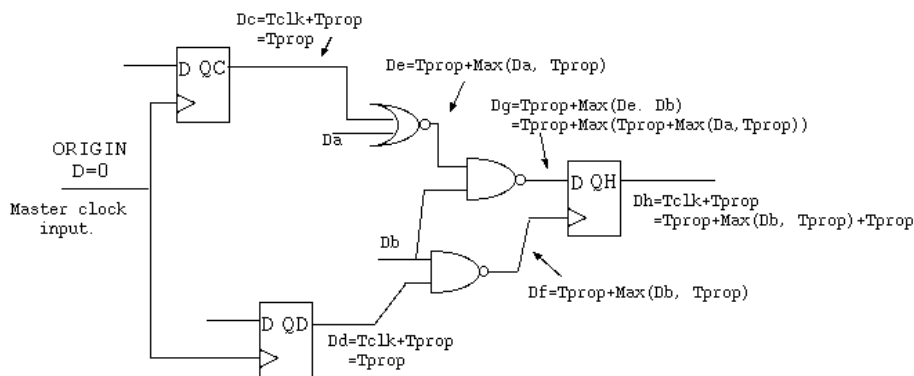 Dc=Tclk+Tprop
=Tprop
D QC
De=Tprop+Max(Da, Tprop)
Dg=Tprop+Max(De. Db)
=Tprop+Max(Tprop+Max(Da,Tprop))
Da
ORIGIN
D=0
Master clock
input.
D QH
Dh=Tclk+Tprop
=Tprop+Max(Db, Tprop)+Tprop
Db
Df=Tprop+Max(Db, Tprop)
D QD
Dd=Tclk+Tprop
=Tprop